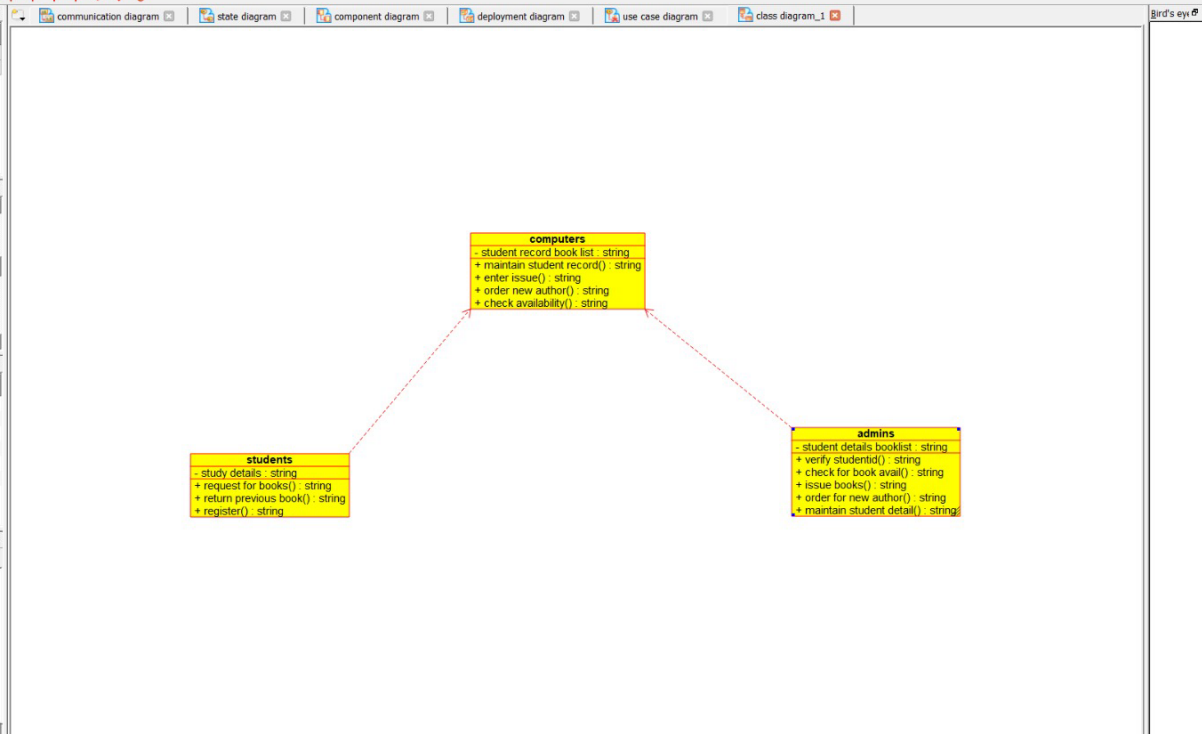 communication diagram
state diagram
component diagram
deployment diagram
use case diagram
class diagram_1
Bird's eye
computers
- student record book list : string
+ maintain student record() : string
+ enter issue() : string
+ order new author() : string
+ check availability() : string
students
- study details : string
+ request for books() : string
+ return previous book() : string
+ register() : string
admins
- student details booklist : string
+ verify studentid() : string
+ check for book avail() : string
+ issue books() : string
+ order for new author() : string
+ maintain student detail() : string